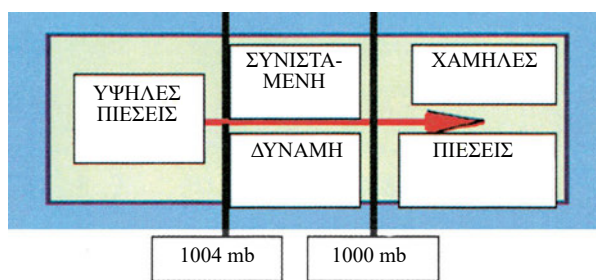 ΥΨΗΛΕΣ
ΠΙΕΣΕΙΣ
ΣΥΝΙΣΤΑ-
ΜΕΝΗ
ΔΥΝΑΜΗ
ΧΑΜΗΛΕΣ
ΠΙΕΣΕΙΣ
1004 mb
1000 mb